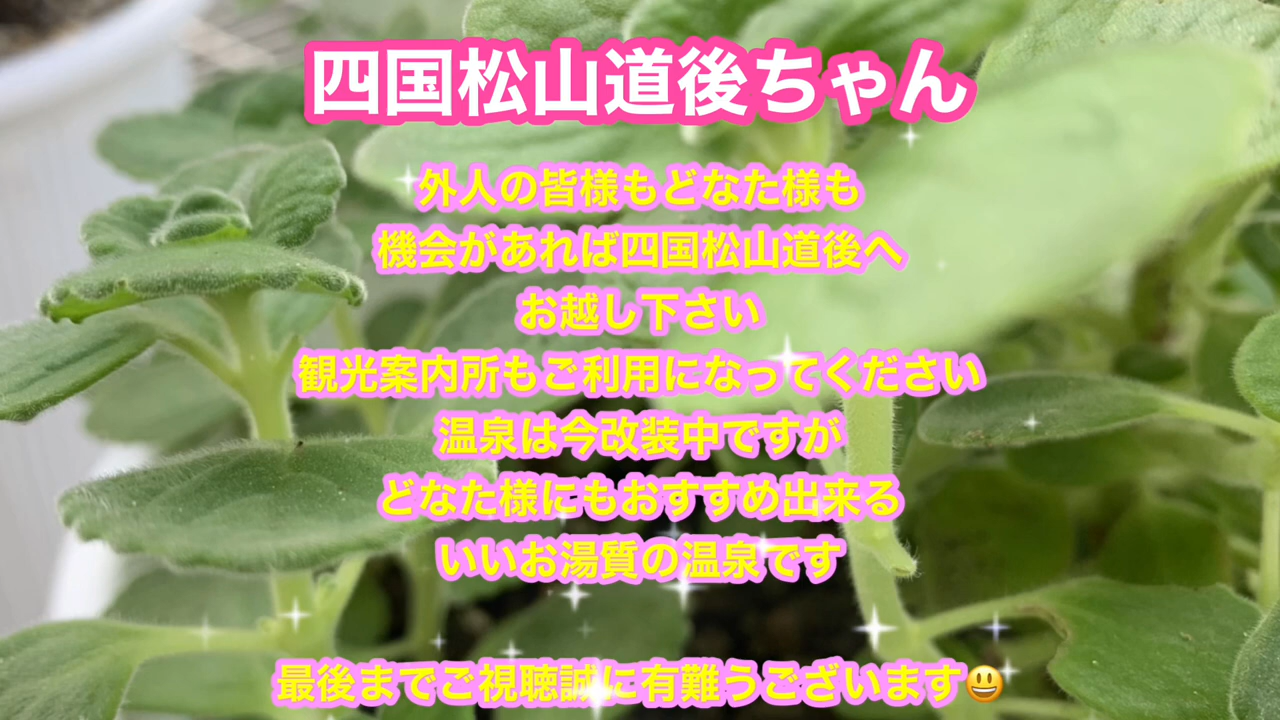 四国松山道後ちゃん
外人の皆様もどなた様も
機会があれば四国松山道後へ
お越し下さい
観光案内所もご利用になってください
温泉は今改装中ですが
どなた様にもおすすめ出来る
いいお湯質の温泉です
最後までご視聴誠に有難うございます😃